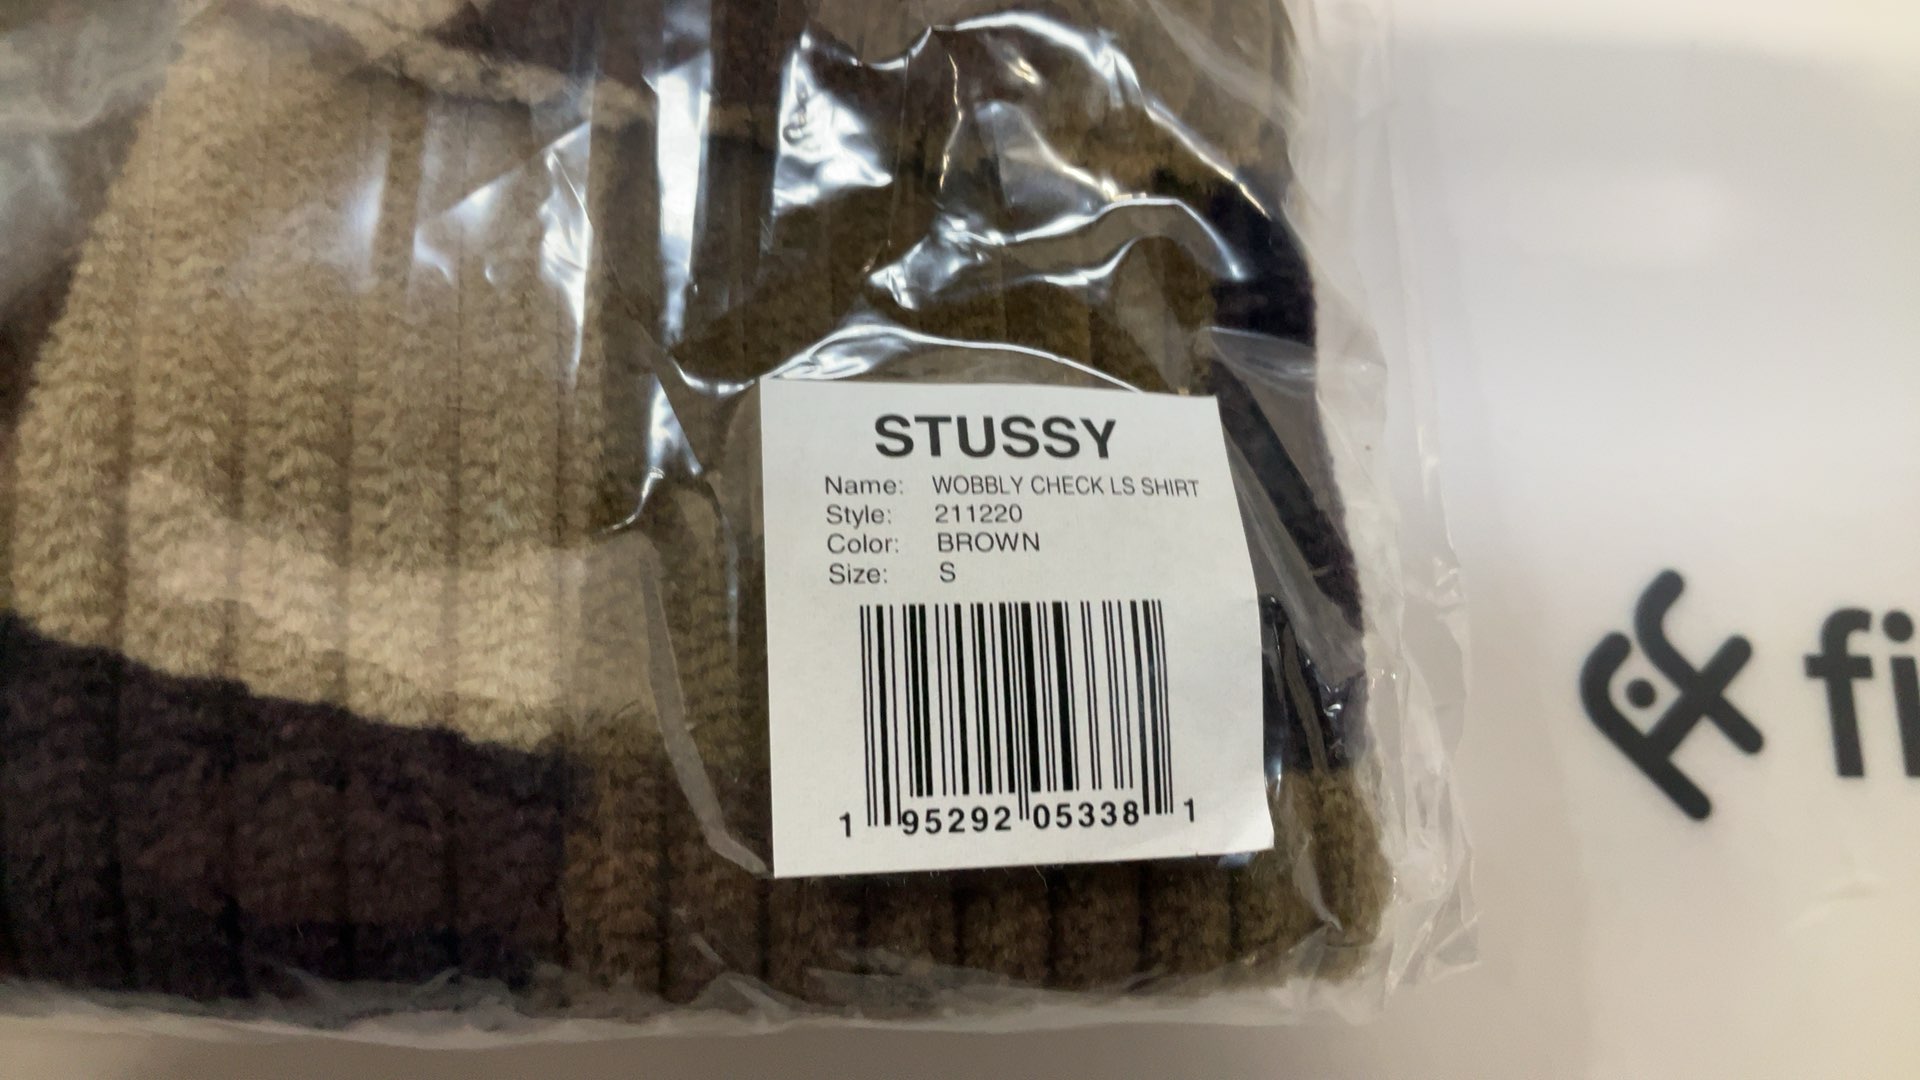 STUSSY
Name: WOBBLY CHECK LS SHIRT
Style: 211220
Color: BROWN
Size: S
1 95292 05338 1
fi